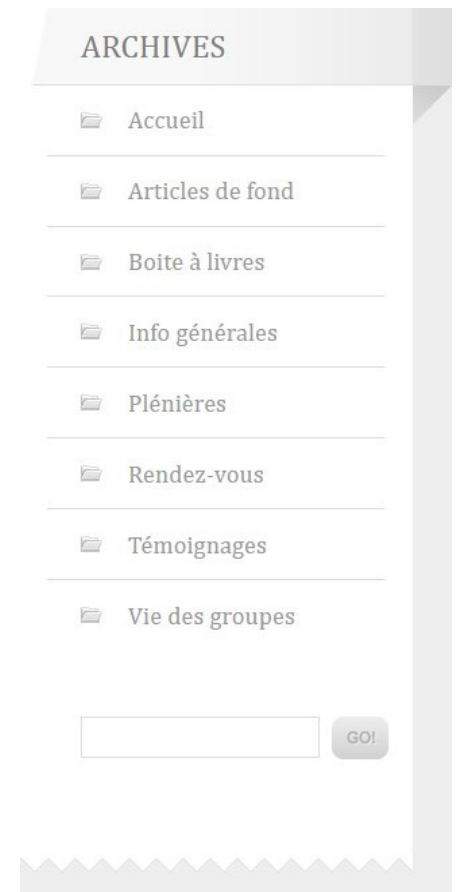 ARCHIVES
Accueil
Articles de fond
Boite à livres
Info générales
Plénières
Rendez-vous
Témoignages
Vie des groupes
GO!